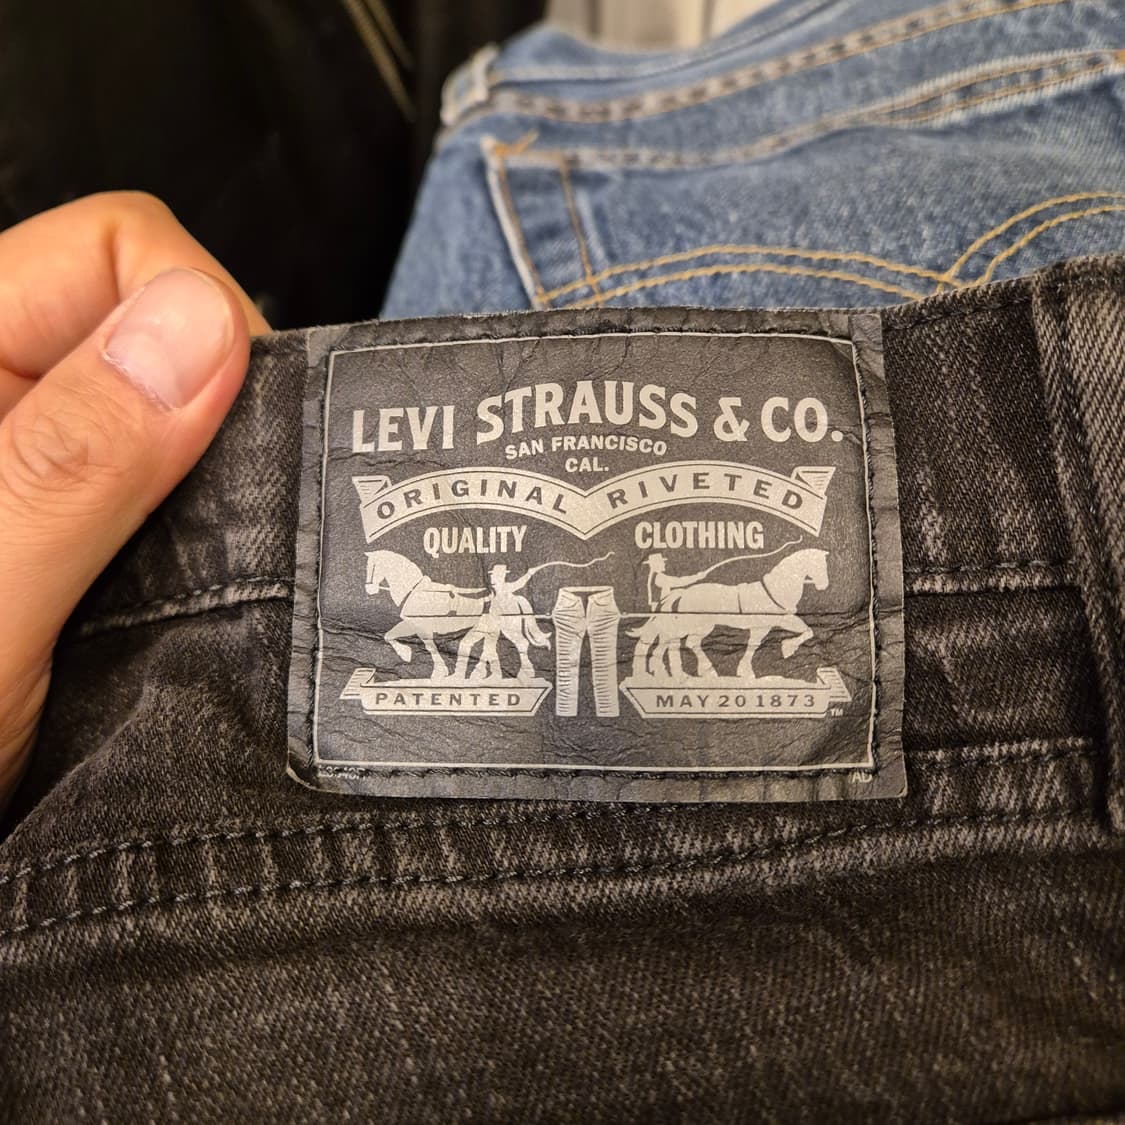 LEVI STRAUSS & CO.
SAN FRANCISCO
CAL.
ORIGINAL RIVETED
QUALITY CLOTHING
PATENTED MAY 20 1873 ™